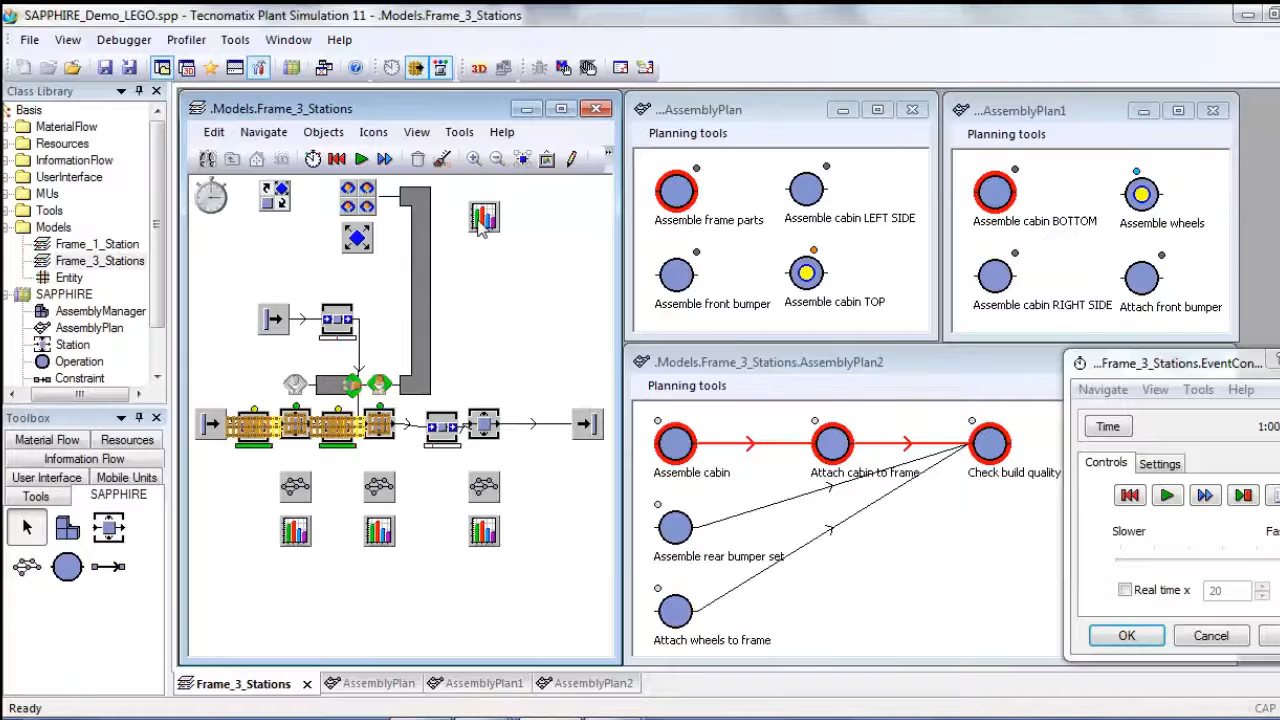 SAPPHIRE_Demo_LEGO.spp - Tecnomatix Plant Simulation 11 - .Models.Frame_3_Stations
File View Debugger Profiler Tools Window Help
3D
Class Library
Basis
MaterialFlow
Resources
InformationFlow
UserInterface
MUs
Tools
Models
Frame_1_Station
Frame_3_Stations
Entity
SAPPHIRE
AssemblyManager
AssemblyPlan
Station
Operation
Constraint
Toolbox
Material Flow Resources
Information Flow
User Interface Mobile Units
Tools SAPPHIRE
.Models.Frame_3_Stations
Edit Navigate Objects Icons View Tools Help
...AssemblyPlan
Planning tools
Assemble frame parts
Assemble cabin LEFT SIDE
Assemble front bumper
Assemble cabin TOP
...AssemblyPlan1
Planning tools
Assemble cabin BOTTOM
Assemble wheels
Assemble cabin RIGHT SIDE
Attach front bumper
.Models.Frame_3_Stations.AssemblyPlan2
Planning tools
Assemble cabin
Attach cabin to frame
Check build quality
Assemble rear bumper set
Attach wheels to frame
...Frame_3_Stations.EventCon...
Navigate View Tools Help
Time 1:00
Controls Settings
Slower Fas
Real time x 20
OK Cancel
Frame_3_Stations AssemblyPlan AssemblyPlan1 AssemblyPlan2
Ready CAP